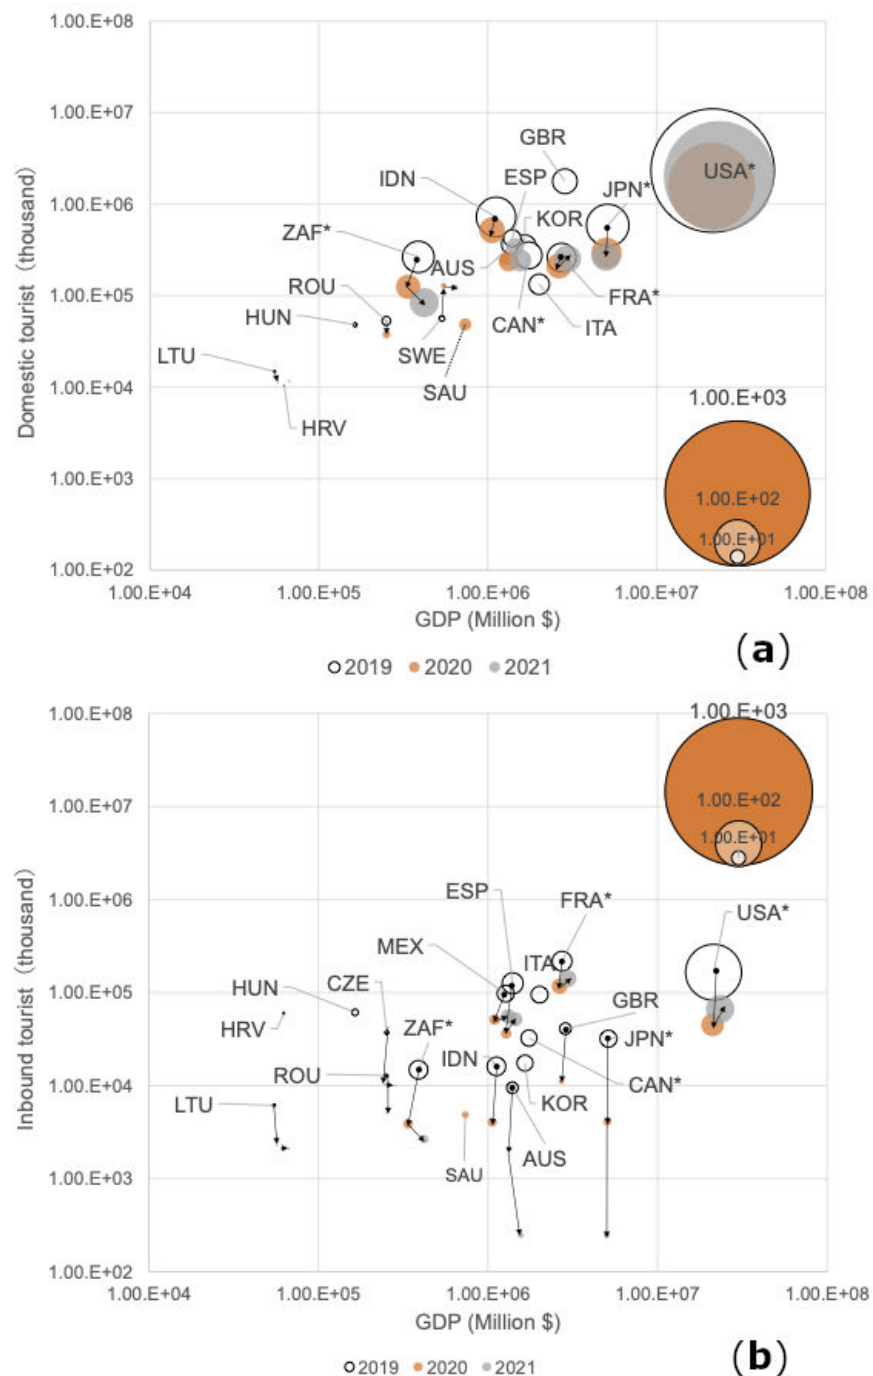 1.00.E+08
1.00.E+07
1.00.E+06
1.00.E+05
1.00.E+04
1.00.E+03
1.00.E+02
Domestic tourist (thousand)
GBR
IDN
ESP
USA*
JPN*
ZAF*
KOR
AUS
ROU
FRA*
HUN
CAN*
ITA
LTU
SWE
SAU
HRV
1.00.E+03
1.00.E+02
1.00.E+01
1.00.E+04 1.00.E+05 1.00.E+06 1.00.E+07 1.00.E+08
GDP (Million $)
(a)
2019 2020 2021
1.00.E+08
1.00.E+07
1.00.E+06
1.00.E+05
1.00.E+04
1.00.E+03
1.00.E+02
Inbound tourist (thousand)
1.00.E+03
1.00.E+02
1.00.E+01
ESP
FRA*
USA*
MEX
ITA
CZE
HUN
GBR
HRV
ZAF*
JPN*
IDN
ROU
CAN*
KOR
LTU
AUS
SAU
1.00.E+04 1.00.E+05 1.00.E+06 1.00.E+07 1.00.E+08
GDP (Million $)
2019 2020 2021
(b)